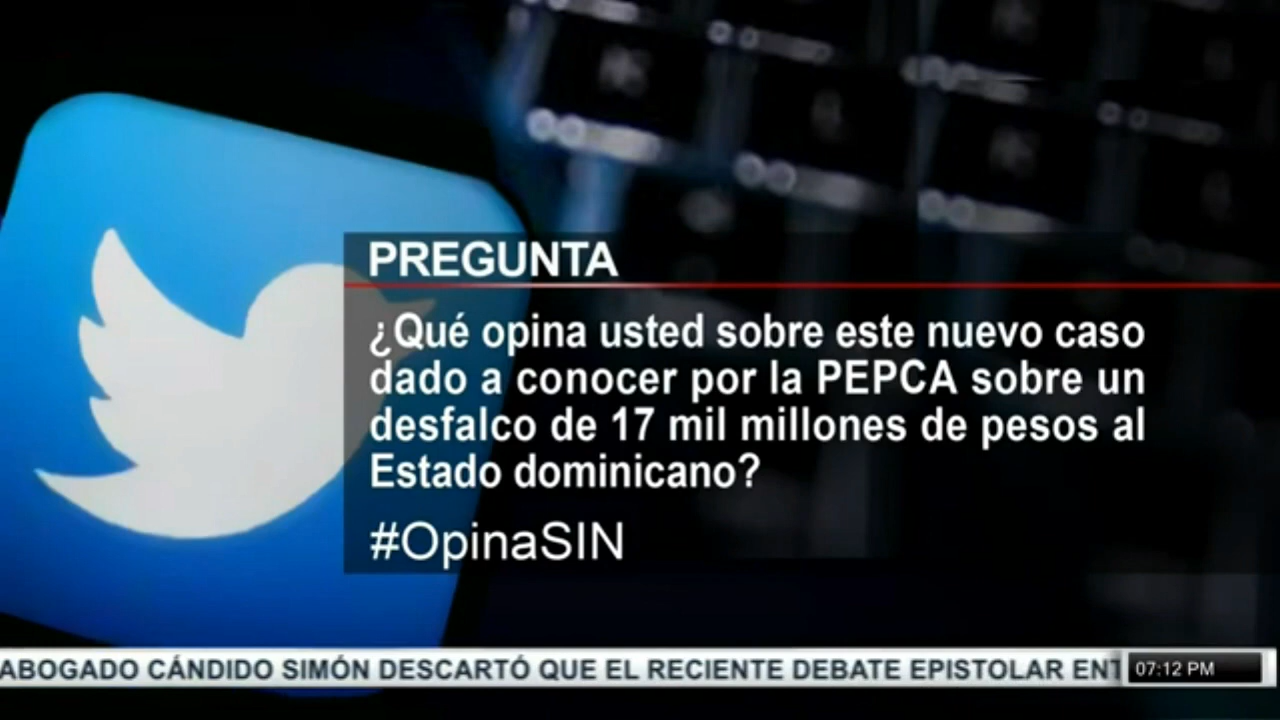 PREGUNTA
¿Qué opina usted sobre este nuevo caso
dado a conocer por la PEPCA sobre un
desfalco de 17 mil millones de pesos al
Estado dominicano?
#OpinaSIN
ABOGADO CÁNDIDO SIMÓN DESCARTÓ QUE EL RECIENTE DEBATE EPISTOLAR ENT
07:12 PM